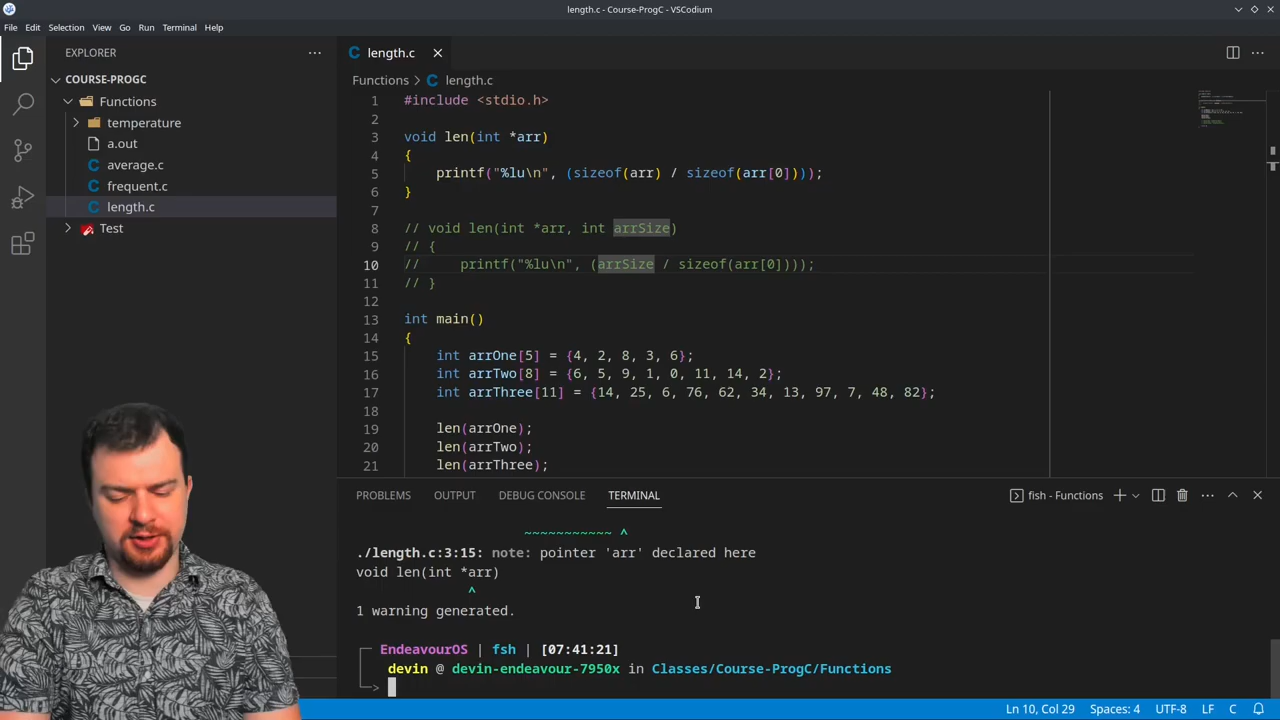 length.c - Course-ProgC - VSCodium
File Edit Selection View Go Run Terminal Help
EXPLORER
COURSE-PROGC
Functions
temperature
a.out
average.c
frequent.c
length.c
Test
length.c
Functions > length.c
1 #include <stdio.h>
2
3 void len(int *arr)
4 {
5 printf("%lu\n", (sizeof(arr) / sizeof(arr[0])));
6 }
7
8 // void len(int *arr, int arrSize)
9 // {
10 // printf("%lu\n", (arrSize / sizeof(arr[0])));
11 // }
12
13 int main()
14 {
15 int arrOne[5] = {4, 2, 8, 3, 6};
16 int arrTwo[8] = {6, 5, 9, 1, 0, 11, 14, 2};
17 int arrThree[11] = {14, 25, 6, 76, 62, 34, 13, 97, 7, 48, 82};
18
19 len(arrOne);
20 len(arrTwo);
21 len(arrThree);
PROBLEMS OUTPUT DEBUG CONSOLE TERMINAL
fish - Functions
~~~~~~~~~~~ ^
./length.c:3:15: note: pointer 'arr' declared here
void len(int *arr)
^
1 warning generated.
EndeavourOS | fsh | [07:41:21]
devin @ devin-endeavour-7950x in Classes/Course-ProgC/Functions
>
Ln 10, Col 29 Spaces: 4 UTF-8 LF C